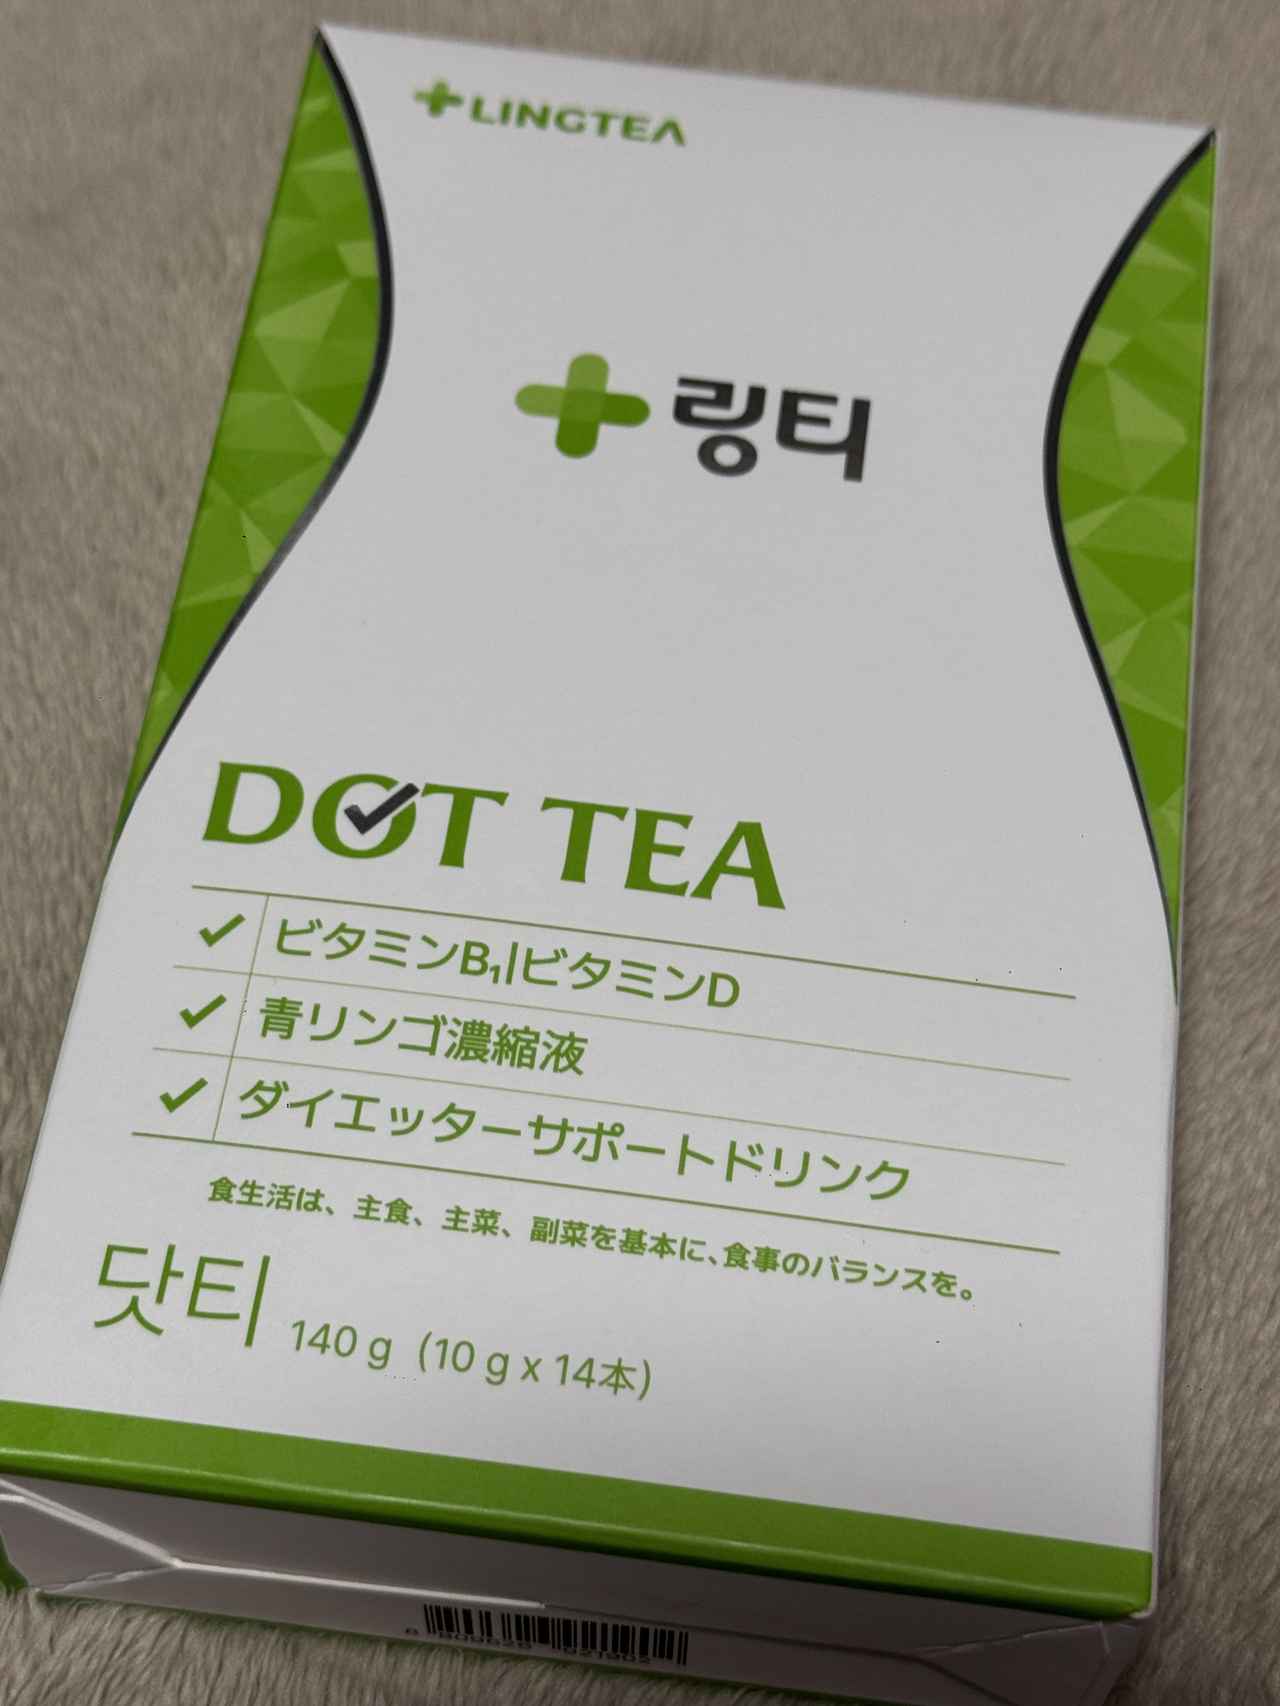 LINGTEA
링티
DOT TEA
ビタミンB₁|ビタミンD
青リンゴ濃縮液
ダイエッターサポートドリンク
食生活は、主食、主菜、副菜を基本に、食事のバランスを。
닷티 140 g (10 g x 14本)